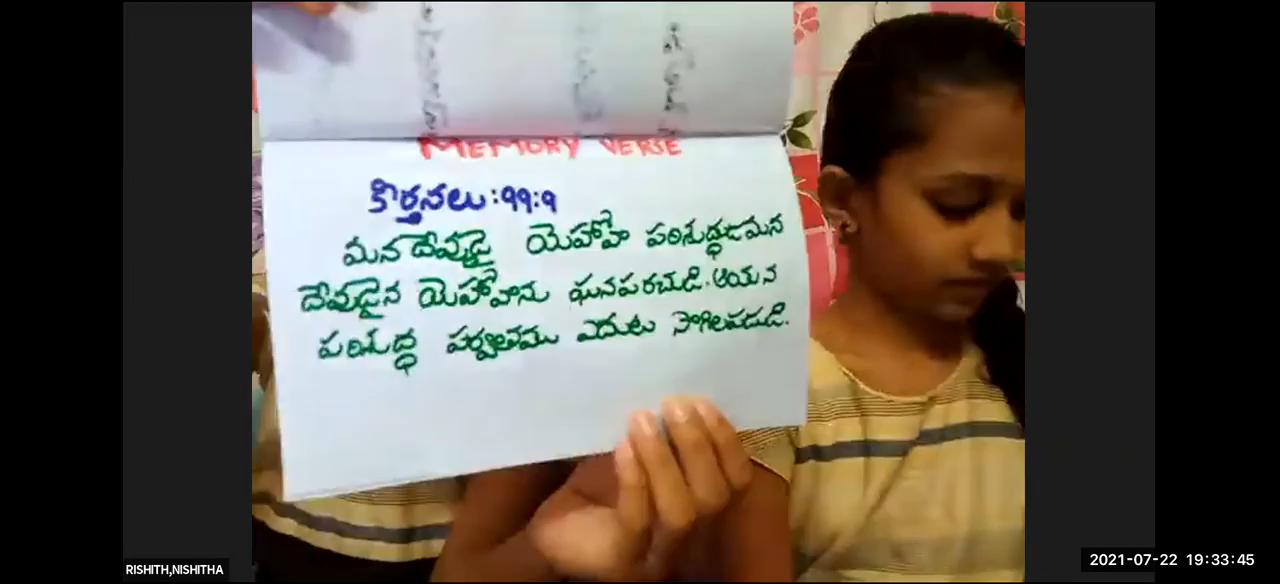 MEMORY VERSE
కీర్తనలు:99:9
మన దేవుడై యెహోవా పరిశుద్ధుడు మన
దేవుడైన యెహోవాను ఘనపరచుడి. ఆయన
పరిశుద్ధ పర్వతము ఎదుట సాగిలపడుడి.
RISHITH,NISHITHA
2021-07-22 19:33:45